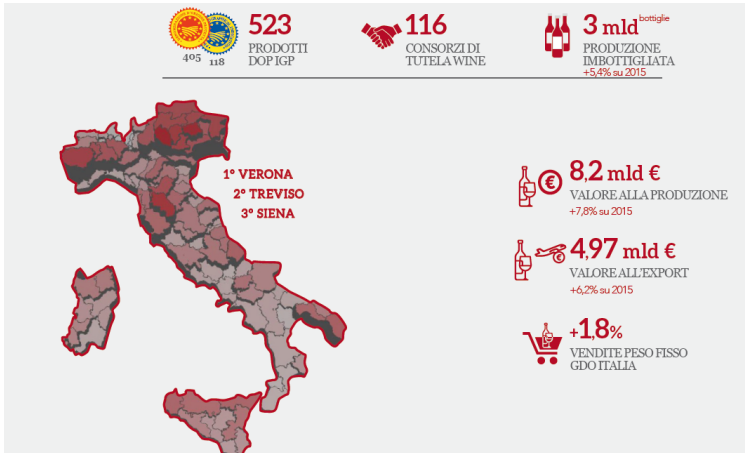 523
PRODOTTI
DOP IGP
405
118
116
CONSORZI DI
TUTELA WINE
3 mld bottiglie
PRODUZIONE
IMBOTTIGLIATA
+5,4% su 2015
1° VERONA
2° TREVISO
3° SIENA
8,2 mld €
VALORE ALLA PRODUZIONE
+7,8% su 2015
4,97 mld €
VALORE ALL'EXPORT
+6,2% su 2015
+1,8%
VENDITE PESO FISSO
GDO ITALIA